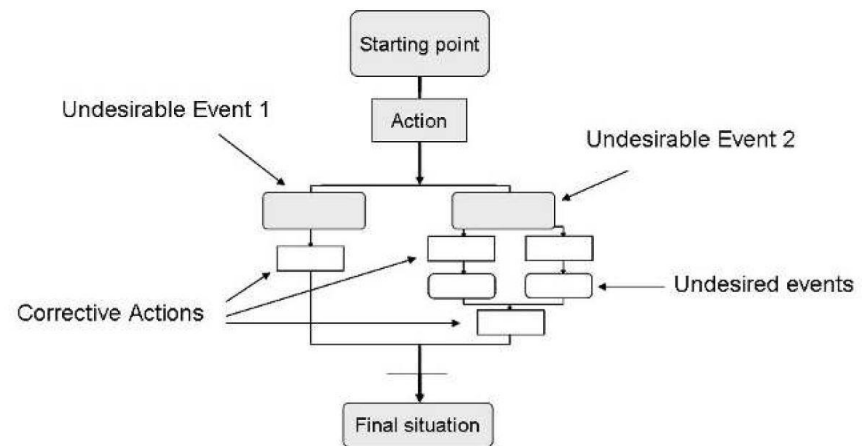 Starting point
Undesirable Event 1
Action
Undesirable Event 2
Undesired events
Corrective Actions
Final situation